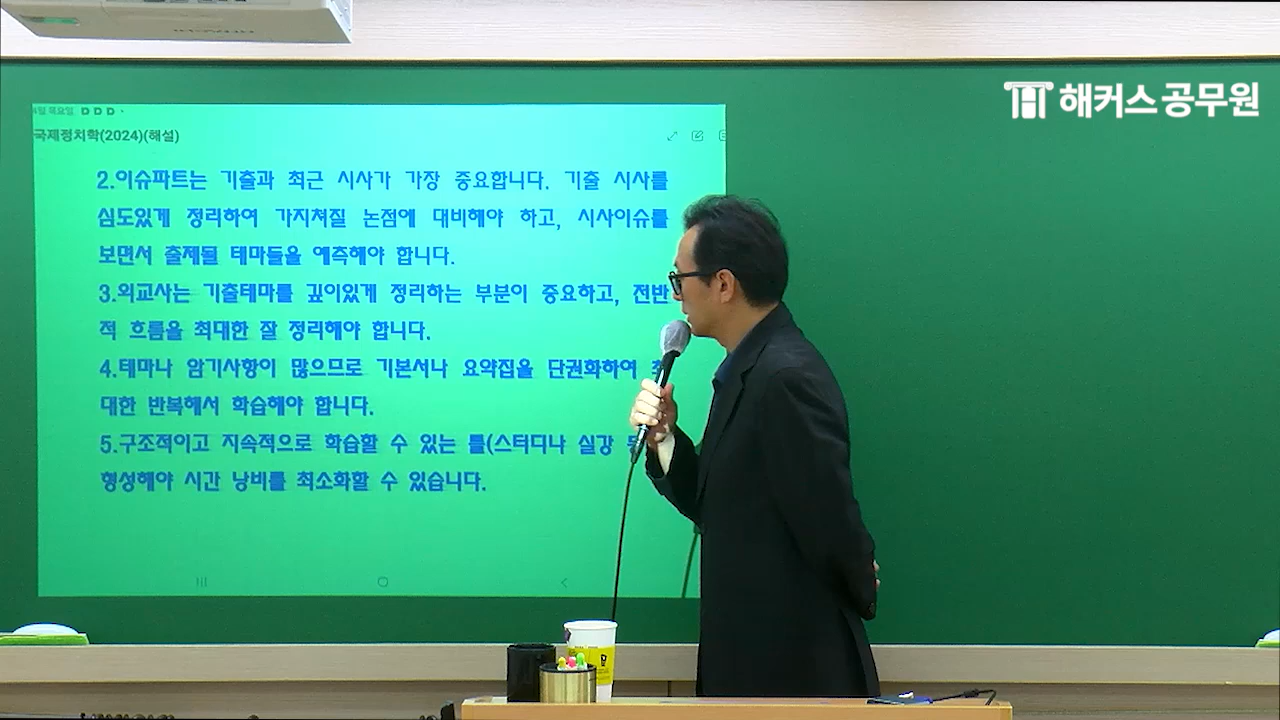 해커스 공무원
국제정치학(2024)(해설)
2.이슈파트는 기출과 최근 시사가 가장 중요합니다. 기출 시사를
심도있게 정리하여 가지쳐질 논점에 대비해야 하고, 시사이슈를
보면서 출제될 테마들을 예측해야 합니다.
3.외교사는 기출테마를 깊이있게 정리하는 부분이 중요하고, 전반
적 흐름을 최대한 잘 정리해야 합니다.
4.테마나 암기사항이 많으므로 기본서나 요약집을 단권화하여
대한 반복해서 학습해야 합니다.
5.구조적이고 지속적으로 학습할 수 있는 틀(스터디나 실강
형성해야 시간 낭비를 최소화할 수 있습니다.